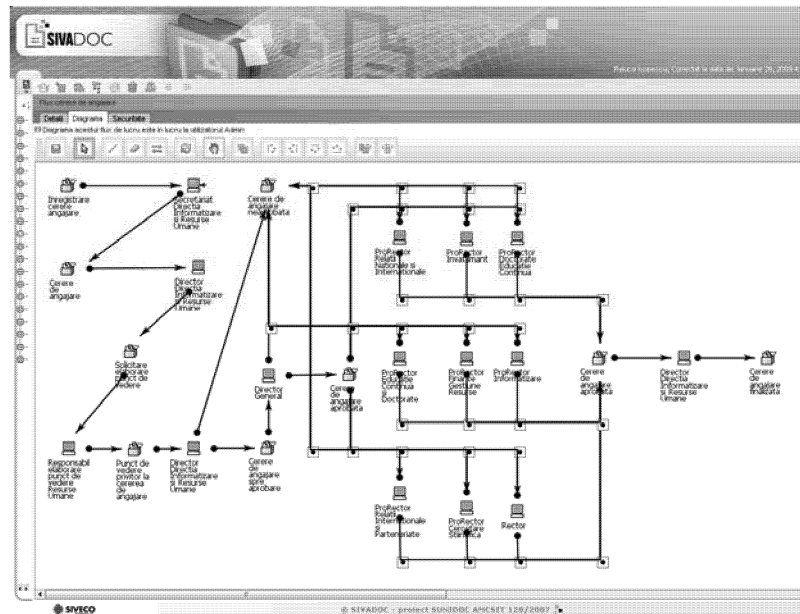 SIVADOC
Flux cerere de angajare
Detalii Diagrama Securitate
Diagrama acestui flux de lucru este in lucru la utilizatorul Admin
Inregistrare
cerere
angajare
Secretariat
Directia
Informatizare
si Resurse
Umane
Cerere de
angajare
neaprobata
ProRector
Relatii
Nationale si
Internationale
ProRector
Invatamant
ProRector
Doctorate
Educatie
Continua
Cerere
de
angajare
Director
Directia
Informatizare
si Resurse
Umane
Solicitare
elaborare
punct de
vedere
Director
General
Cerere
de
angajare
aprobata
ProRector
Educatie
Continua
si
Doctorate
ProRector
Finante
Gestiune
Resurse
ProRector
Informatizare
Cerere
de
angajare
aprobata
Director
Directia
Informatizare
si Resurse
Umane
Cerere
de
angajare
finalizata
Responsabil
elaborare
punct de
vedere
Resurse
Umane
Punct de
vedere
privitor la
cererea de
angajare
Director
Directia
Informatizare
si Resurse
Umane
Cerere
de
angajare
spre
aprobare
ProRector
Relatii
Internationale
si
Parteneriate
ProRector
Cercetare
Stiintifica
Rector
SIVECO
© SIVADOC - proiect SUNIDOC AMCSIT 128/2007